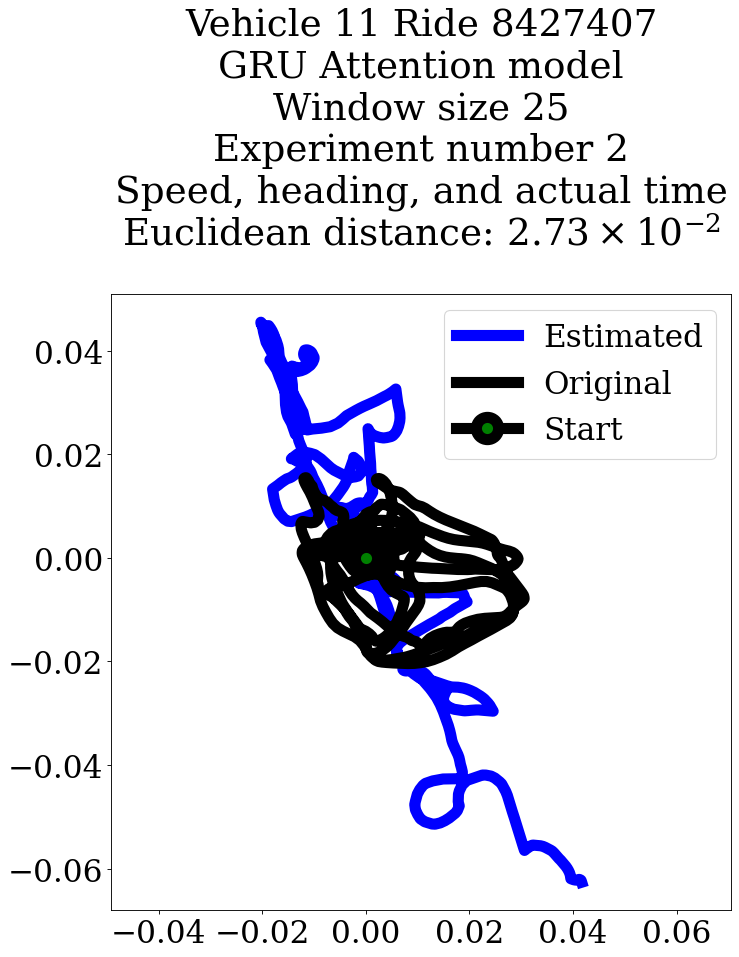 Vehicle 11 Ride 8427407
GRU Attention model
Window size 25
Experiment number 2
Speed, heading, and actual time
Euclidean distance: 2.73 × 10⁻²
Estimated
Original
Start
0.04
0.02
0.00
−0.02
−0.04
−0.06
−0.04 −0.02 0.00 0.02 0.04 0.06